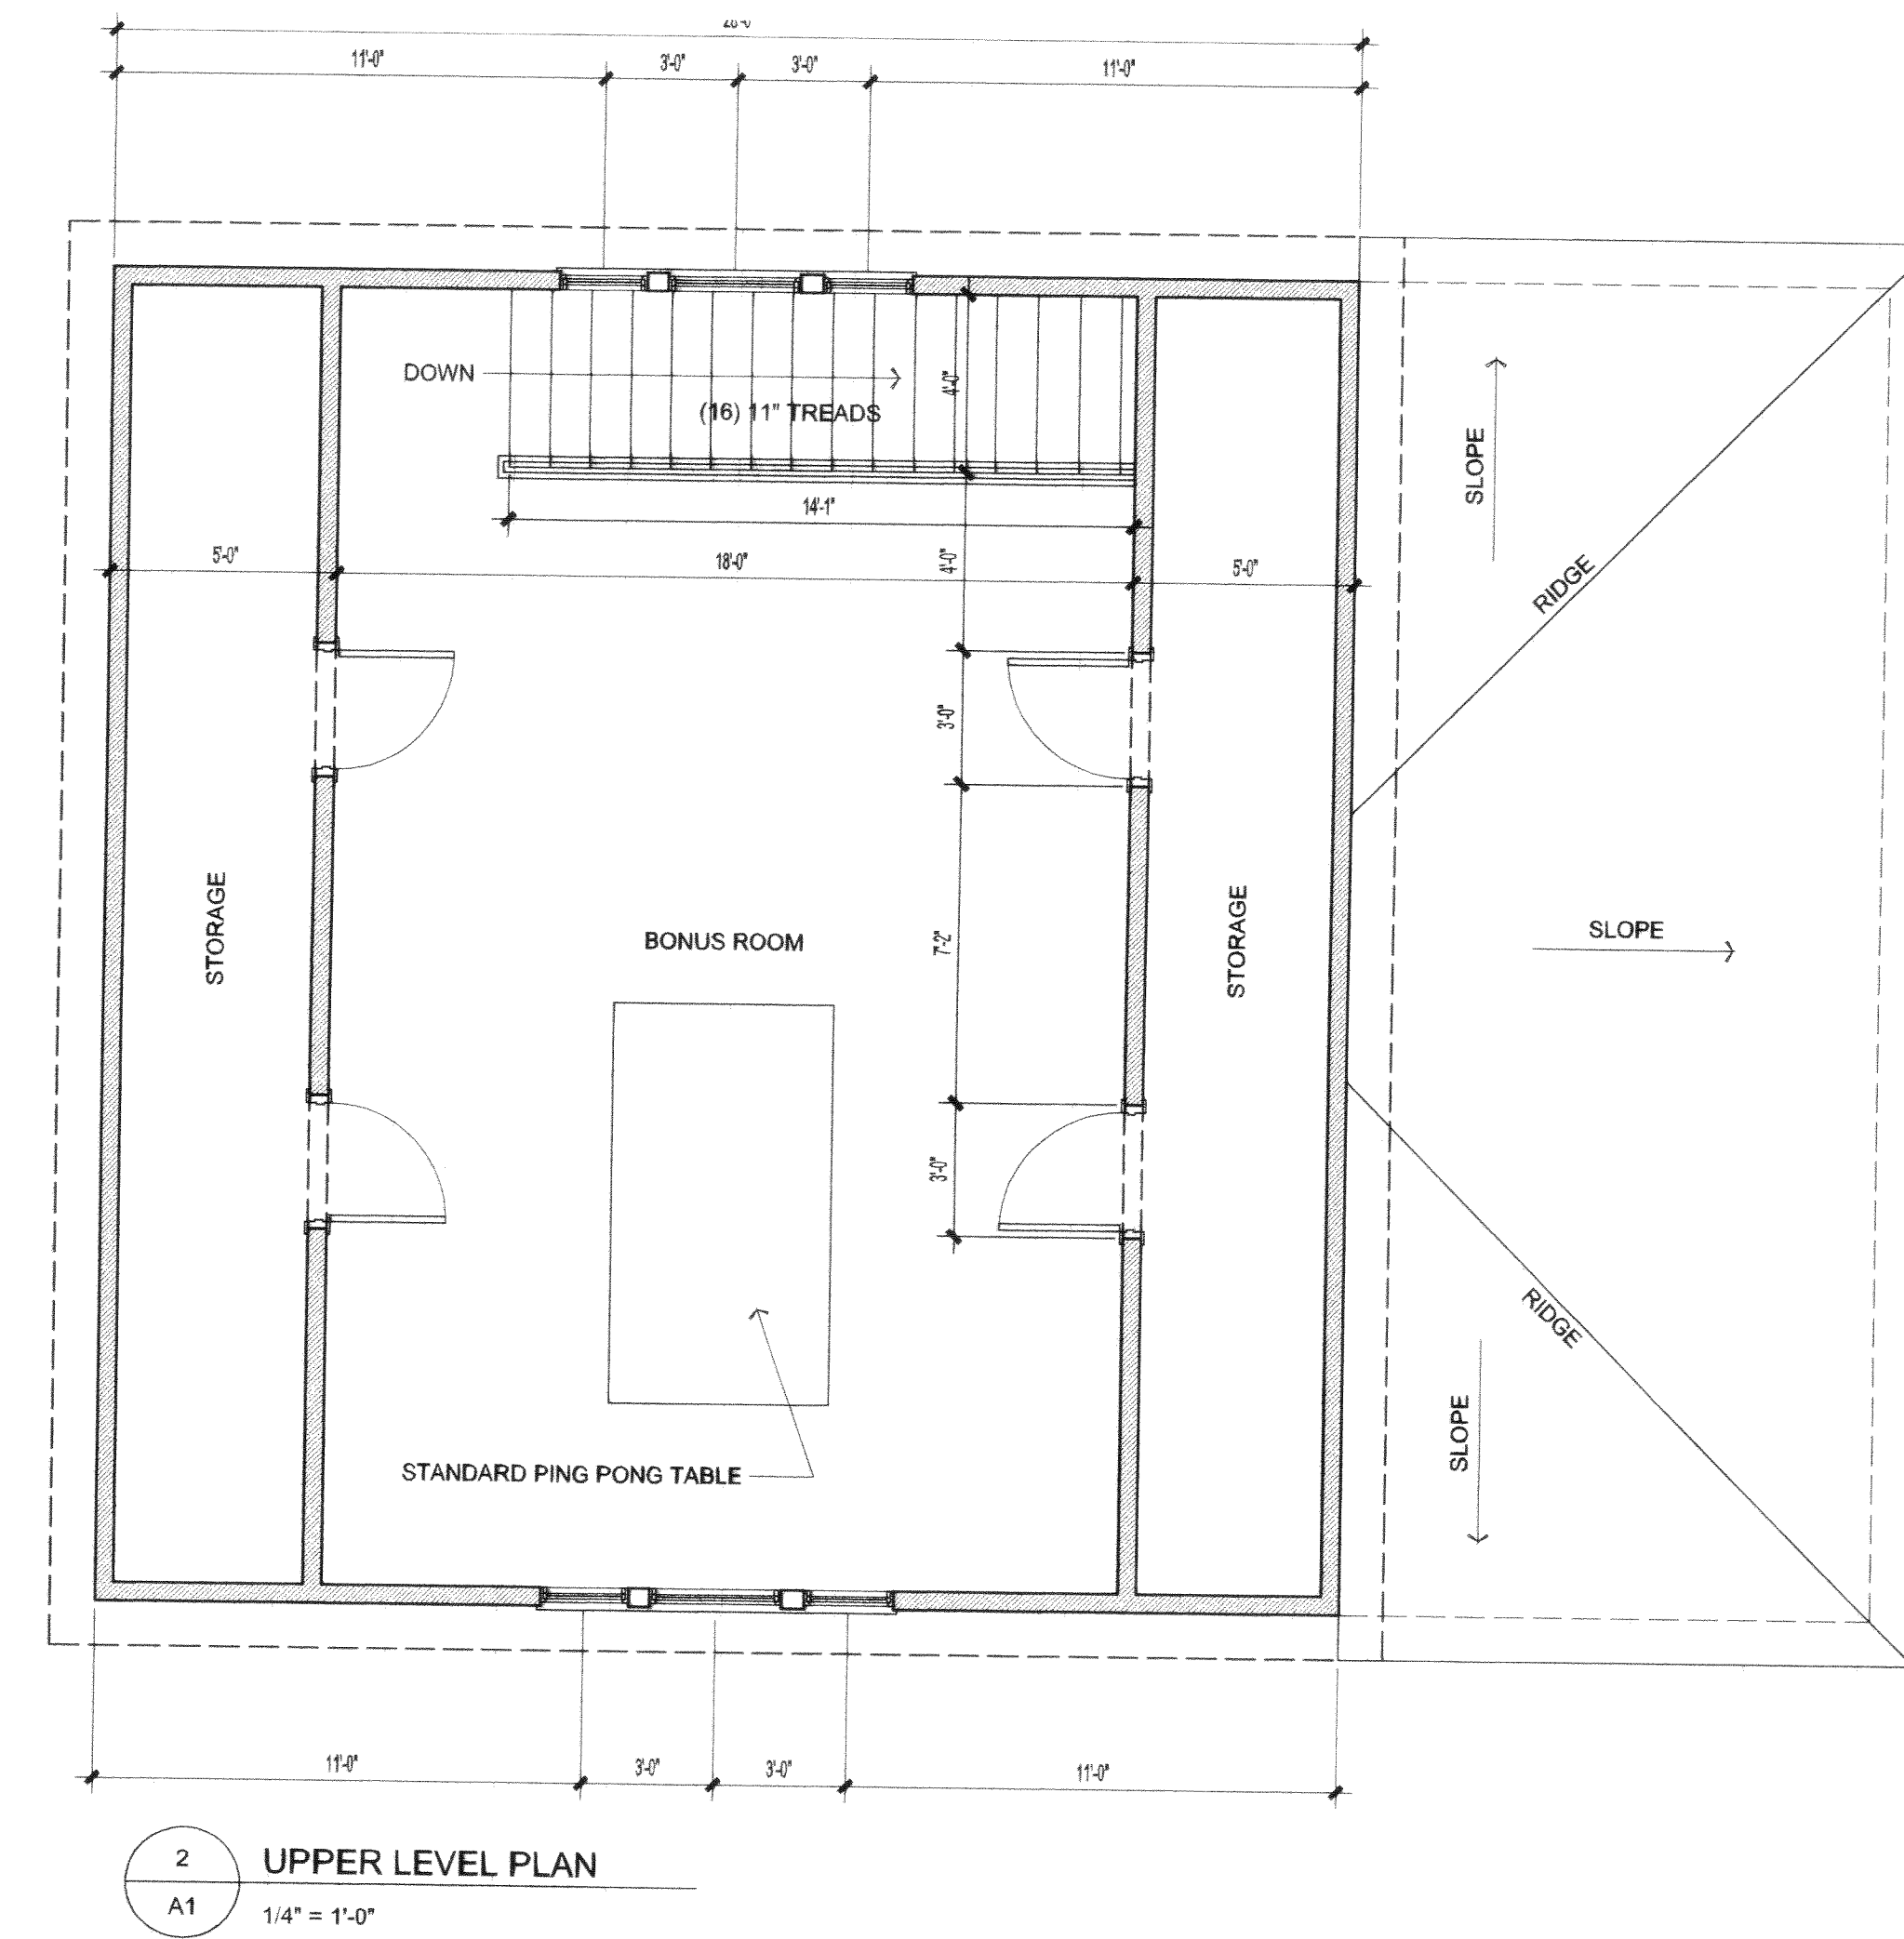 11'-0"
3'-0"
3'-0"
11'-0"
DOWN
(16) 11" TREADS
4'-0"
14'-1"
5'-0"
18'-0"
4'-0"
5'-0"
SLOPE
RIDGE
3'-0"
STORAGE
BONUS ROOM
7'-2"
STORAGE
SLOPE
3'-0"
RIDGE
STANDARD PING PONG TABLE
SLOPE
11'-0"
3'-0"
3'-0"
11'-0"
2
A1
UPPER LEVEL PLAN
1/4" = 1'-0"